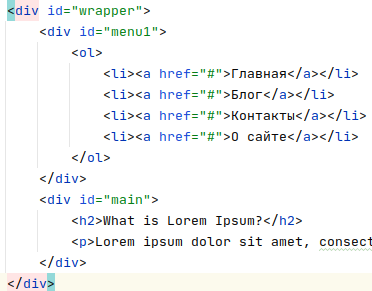 <div id="wrapper">
<div id="menu1">
<ol>
<li><a href="#">Главная</a></li>
<li><a href="#">Блог</a></li>
<li><a href="#">Контакты</a></li>
<li><a href="#">О сайте</a></li>
</ol>
</div>
<div id="main">
<h2>What is Lorem Ipsum?</h2>
<p>Lorem ipsum dolor sit amet, consect
</div>
</div>